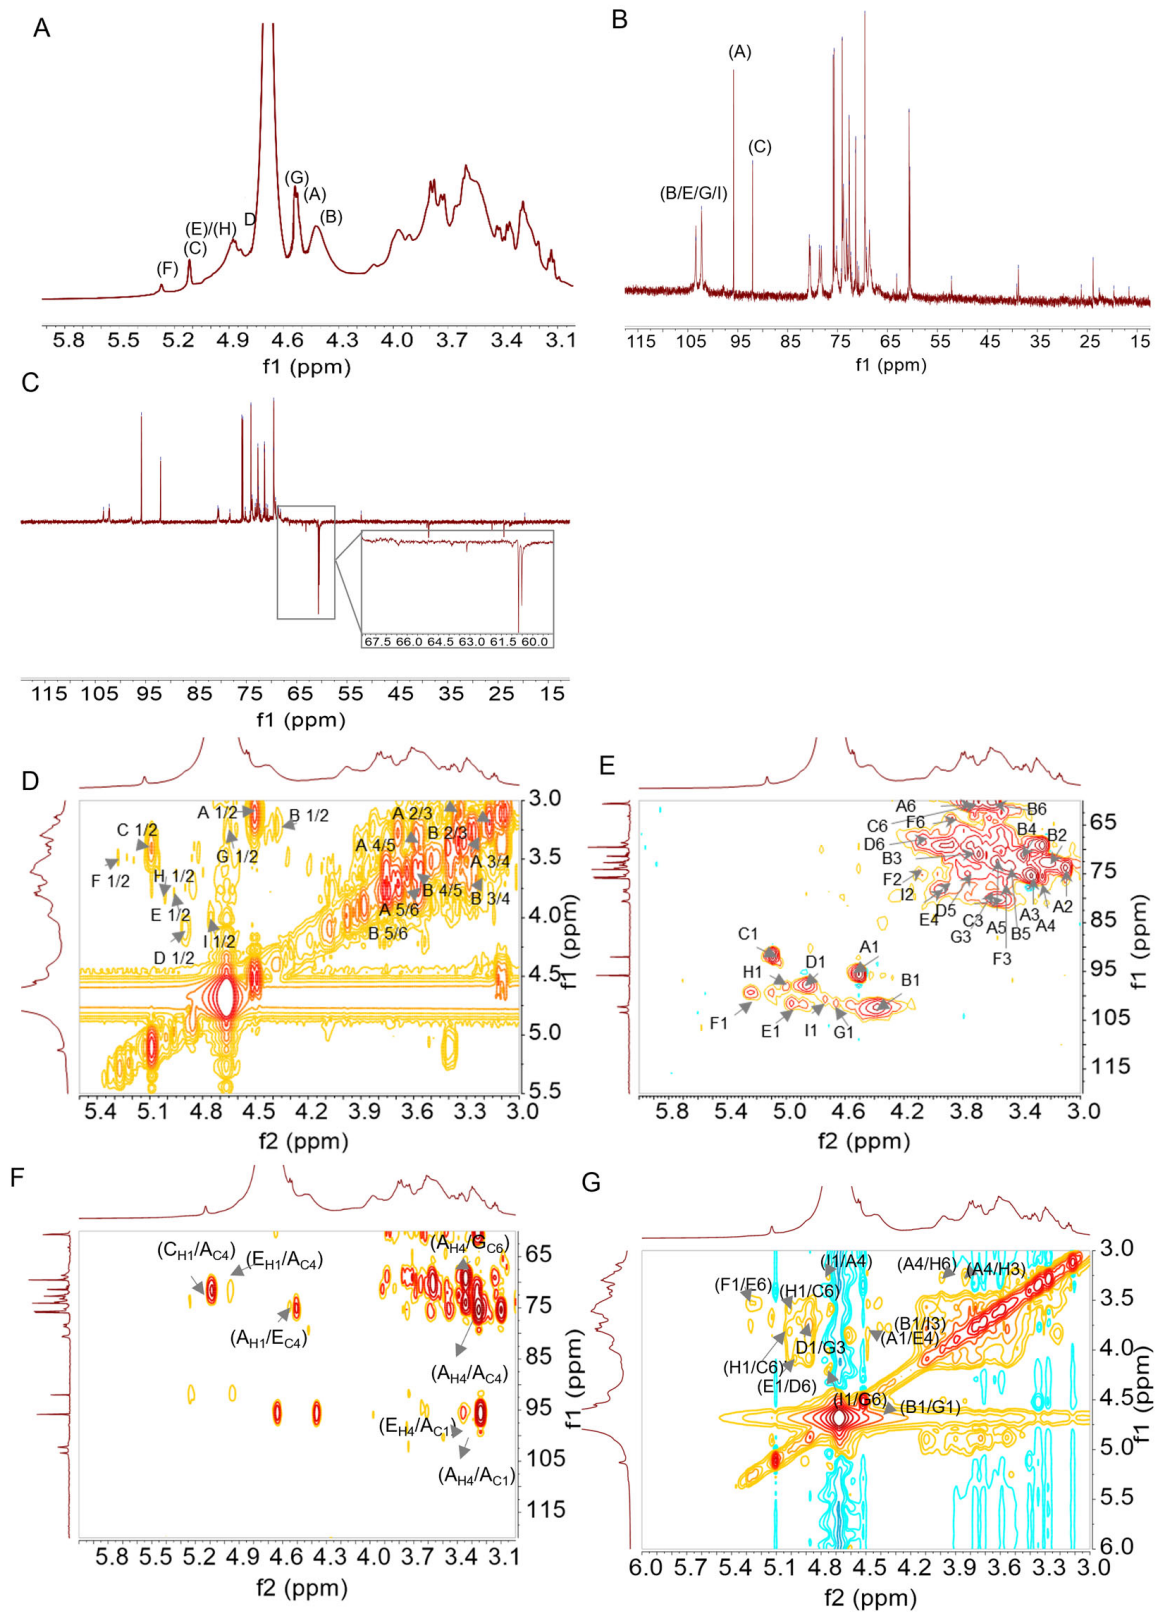 A
(G)
(A)
(B)
(E)/(H)
D
(C)
(F)
5.8 5.5 5.2 4.9 4.6 4.3 4.0 3.7 3.4 3.1
f1 (ppm)
B
(A)
(C)
(B/E/G/I)
115 105 95 85 75 65 55 45 35 25 15
f1 (ppm)
C
67.5 66.0 64.5 63.0 61.5 60.0
115 105 95 85 75 65 55 45 35 25 15
f1 (ppm)
D
A 1/2
B 1/2
A 2/3
B 2/3
C 1/2
G 1/2
A 4/5
A 3/4
F 1/2
H 1/2
B 4/5
B 3/4
E 1/2
A 5/6
I 1/2
B 5/6
D 1/2
3.0
3.5
4.0
4.5
5.0
5.5
f1 (ppm)
5.4 5.1 4.8 4.5 4.2 3.9 3.6 3.3 3.0
f2 (ppm)
E
A6
B6
F6
C6
B4
B2
D6
B3
F2
I2
E4
D5
C3
G3
A5
B5
A3
A4
A2
F3
C1
A1
H1
D1
B1
F1
E1
I1
G1
65
75
85
95
105
115
f1 (ppm)
5.8 5.4 5.0 4.6 4.2 3.8 3.4 3.0
f2 (ppm)
F
(CH1/AC4)
(EH1/AC4)
(AH4/GC6)
(AH1/EC4)
(AH4/AC4)
(EH4/AC1)
(AH4/AC1)
65
75
85
95
105
115
f1 (ppm)
5.8 5.5 5.2 4.9 4.6 4.3 4.0 3.7 3.4 3.1
f2 (ppm)
G
(I1/A4)
(A4/H6)
(A4/H3)
(F1/E6)
(H1/C6)
(B1/I3)
(A1/E4)
D1/G3
(H1/C6)
(E1/D6)
(I1/G6)
(B1/G1)
3.0
3.5
4.0
4.5
5.0
5.5
6.0
f1 (ppm)
6.0 5.7 5.4 5.1 4.8 4.5 4.2 3.9 3.6 3.3 3.0
f2 (ppm)